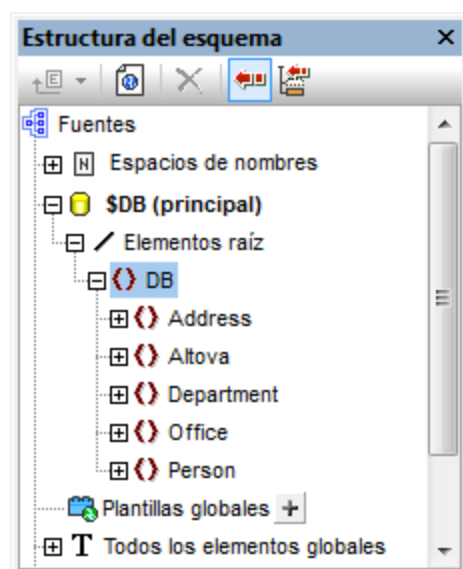 Estructura del esquema
E
Fuentes
N Espacios de nombres
$DB (principal)
Elementos raíz
DB
Address
Altova
Department
Office
Person
Plantillas globales
T Todos los elementos globales